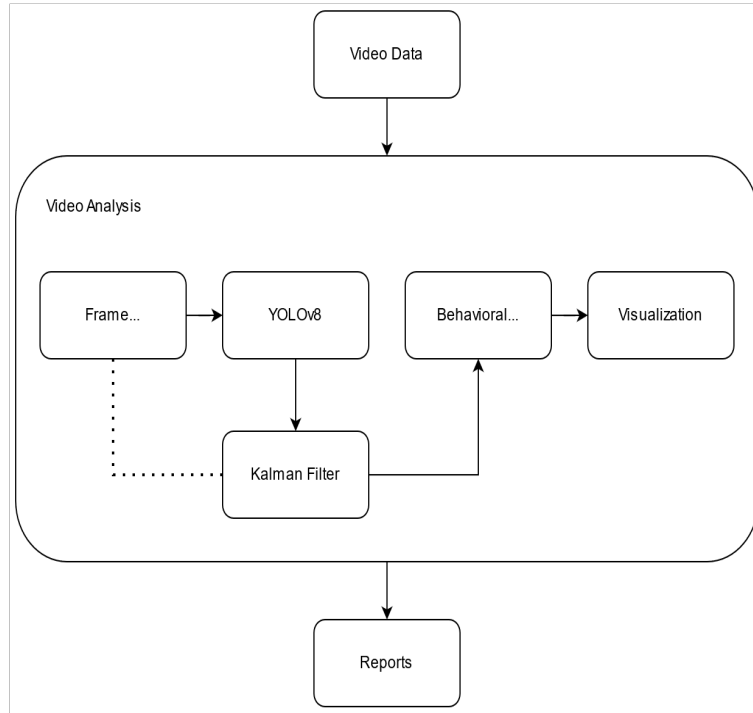 Video Data
Video Analysis
Frame...
YOLOv8
Behavioral...
Visualization
Kalman Filter
Reports